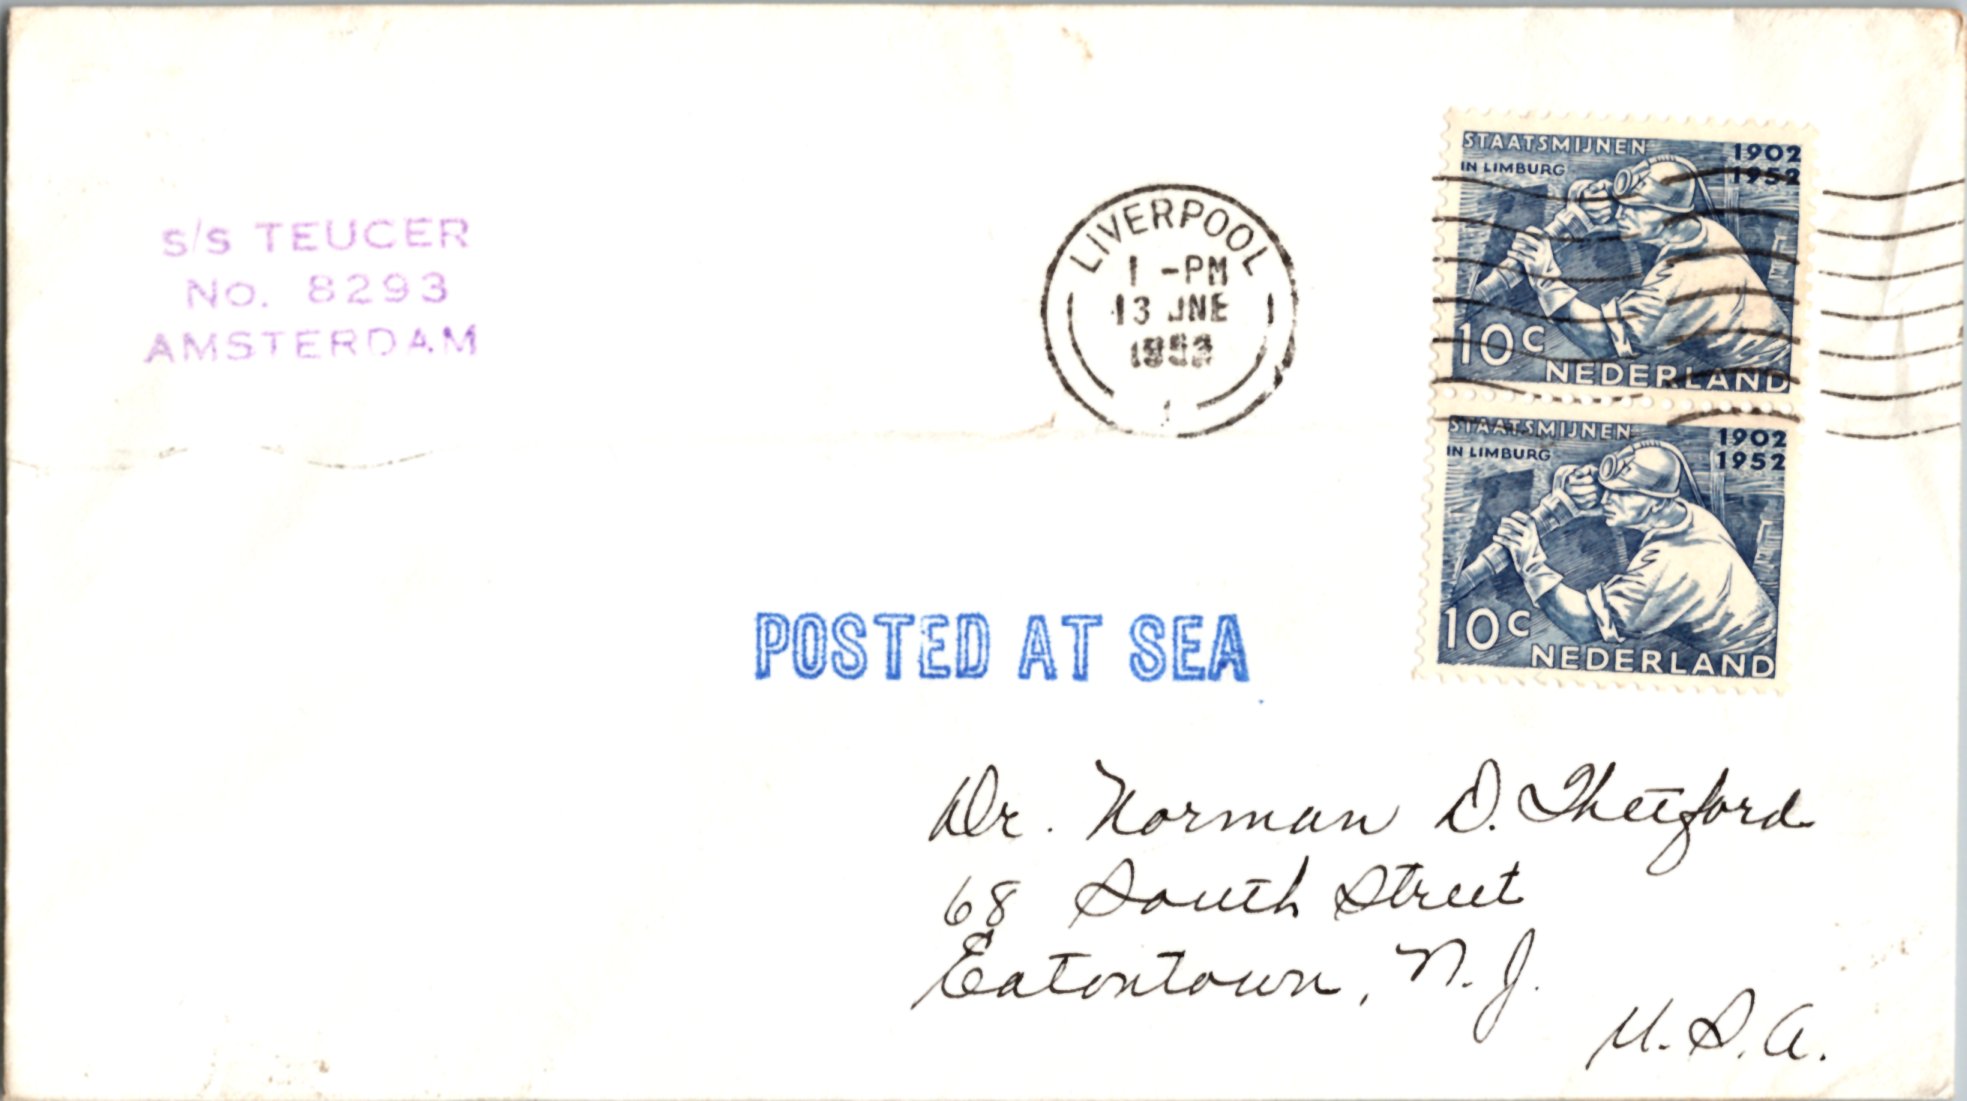 S/S TEUCER
No. 8293
AMSTERDAM
LIVERPOOL
1 -PM
13 JNE
STAATSMIJNEN
IN LIMBURG
1902
1952
10C
NEDERLAND
STAATSMIJNEN
IN LIMBURG
1902
1952
10C
NEDERLAND
POSTED AT SEA
Dr. Norman D. Thetford
68 South Street
Eatontown, N.J.
U.S.A.